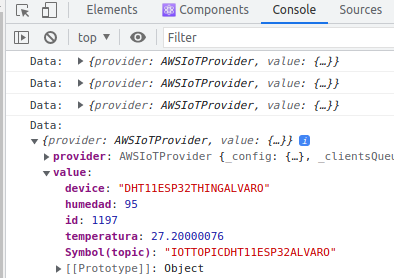 Elements Components Console Sources
top Filter
Data: {provider: AWSIoTProvider, value: {…}}
Data: {provider: AWSIoTProvider, value: {…}}
Data: {provider: AWSIoTProvider, value: {…}}
Data:
{provider: AWSIoTProvider, value: {…}} i
provider: AWSIoTProvider {_config: {…}, _clientsQueu
value:
device: "DHT11ESP32THINGALVARO"
humedad: 95
id: 1197
temperatura: 27.20000076
Symbol(topic): "IOTTOPICDHT11ESP32ALVARO"
[[Prototype]]: Object